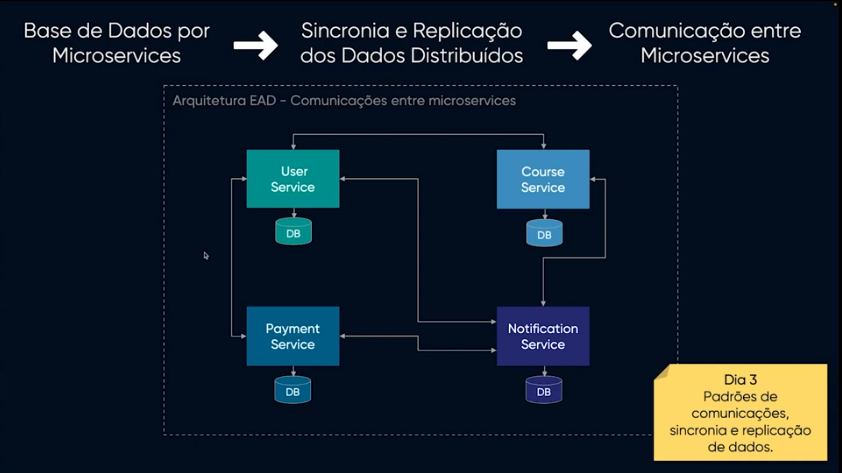 Base de Dados por
Microservices
Sincronia e Replicação
dos Dados Distribuídos
Comunicação entre
Microservices
Arquitetura EAD - Comunicações entre microservices
User
Service
DB
Course
Service
DB
Payment
Service
DB
Notification
Service
DB
Dia 3
Padrões de
comunicações,
sincronia e replicação
de dados.